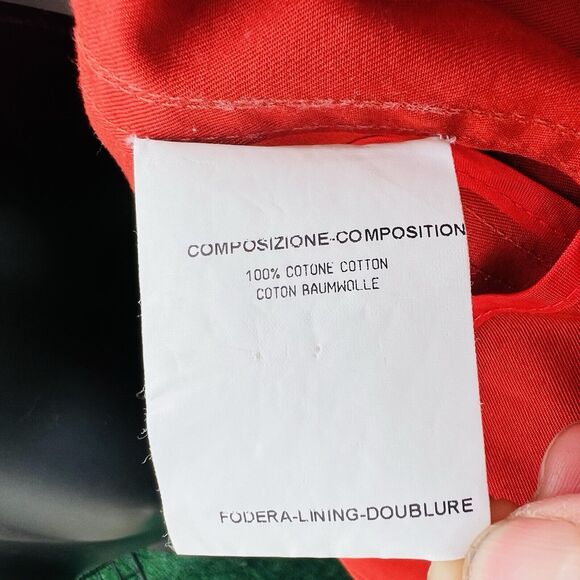 COMPOSIZIONE-COMPOSITION
100% COTONE COTTON
COTON BAUMWOLLE
FODERA-LINING-DOUBLURE